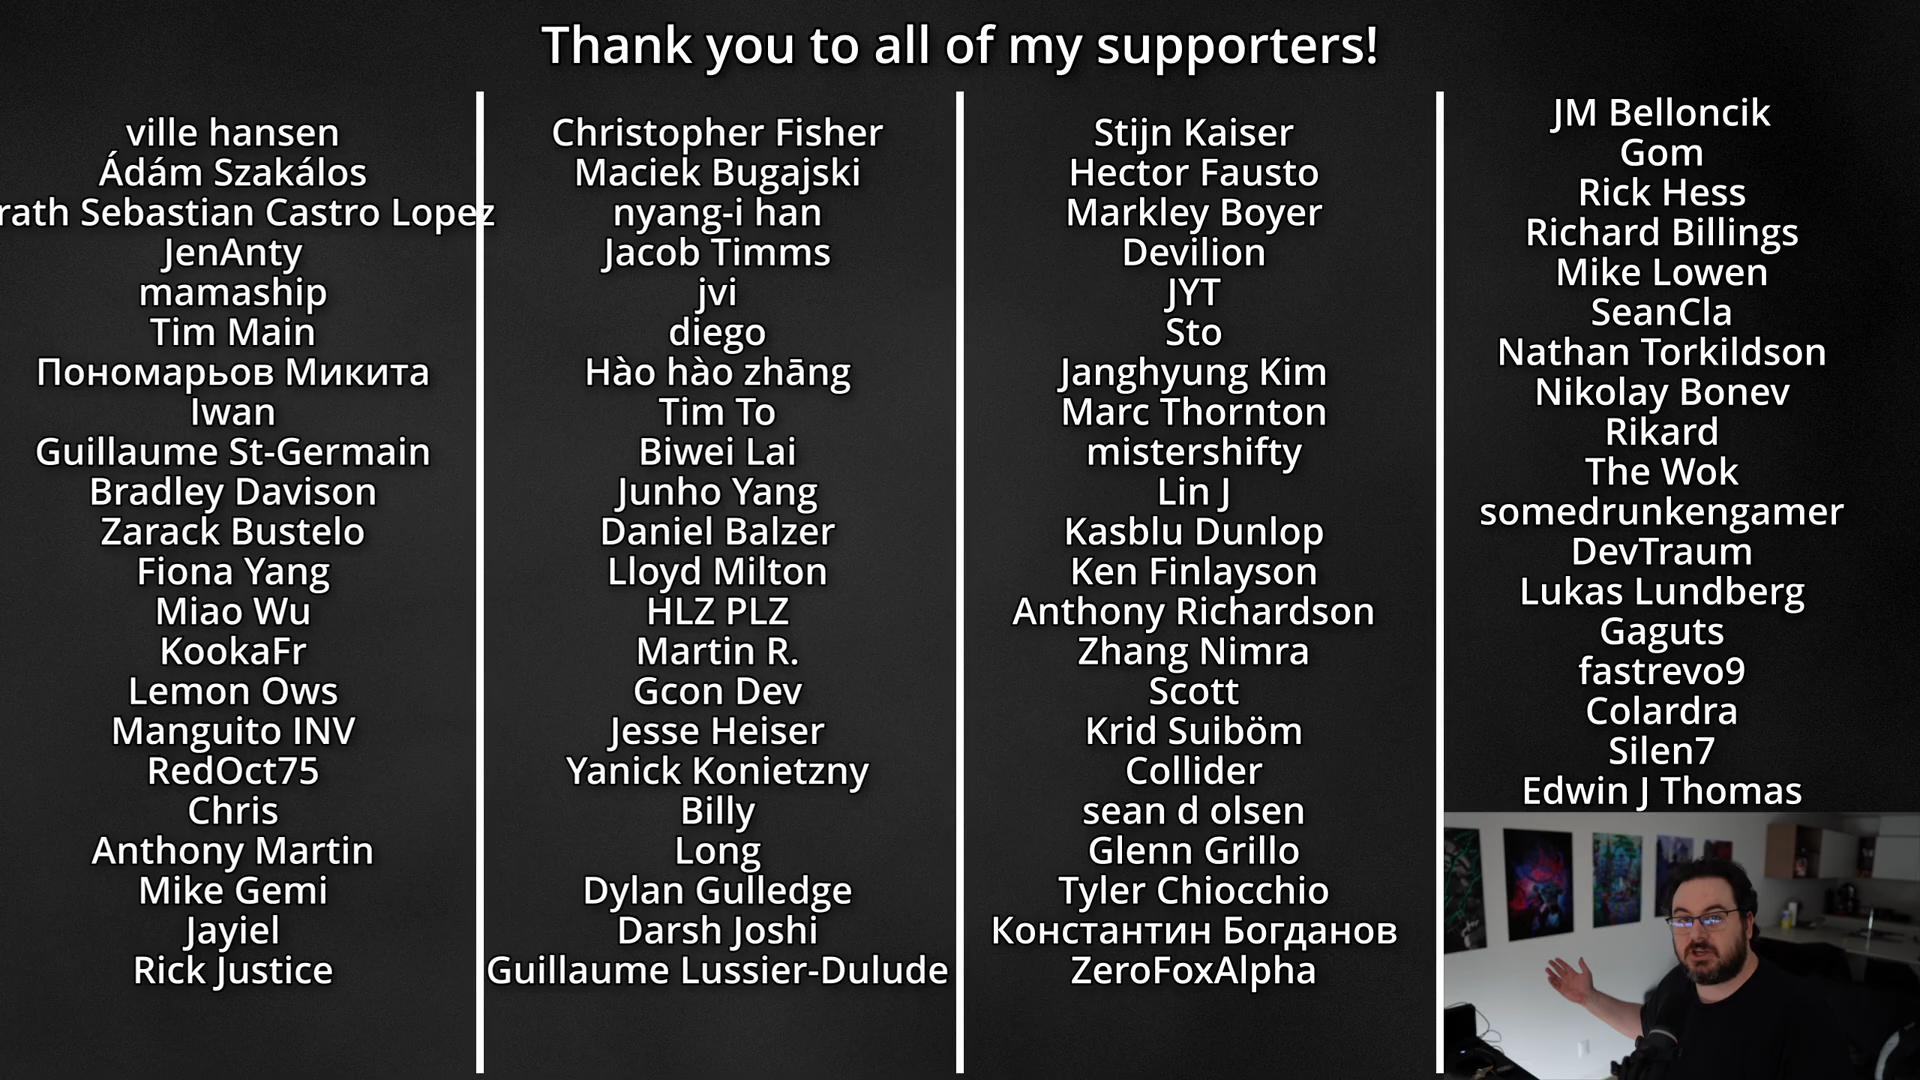 Thank you to all of my supporters!
ville hansen
Ádám Szakálos
rath Sebastian Castro Lopez
JenAnty
mamaship
Tim Main
Пономарьов Микита
Iwan
Guillaume St-Germain
Bradley Davison
Zarack Bustelo
Fiona Yang
Miao Wu
KookaFr
Lemon Ows
Manguito INV
RedOct75
Chris
Anthony Martin
Mike Gemi
Jayiel
Rick Justice
Christopher Fisher
Maciek Bugajski
nyang-i han
Jacob Timms
jvi
diego
Hào hào zhāng
Tim To
Biwei Lai
Junho Yang
Daniel Balzer
Lloyd Milton
HLZ PLZ
Martin R.
Gcon Dev
Jesse Heiser
Yanick Konietzny
Billy
Long
Dylan Gulledge
Darsh Joshi
Guillaume Lussier-Dulude
Stijn Kaiser
Hector Fausto
Markley Boyer
Devilion
JYT
Sto
Janghyung Kim
Marc Thornton
mistershifty
Lin J
Kasblu Dunlop
Ken Finlayson
Anthony Richardson
Zhang Nimra
Scott
Krid Suiböm
Collider
sean d olsen
Glenn Grillo
Tyler Chiocchio
Константин Богданов
ZeroFoxAlpha
JM Belloncik
Gom
Rick Hess
Richard Billings
Mike Lowen
SeanCla
Nathan Torkildson
Nikolay Bonev
Rikard
The Wok
somedrunkengamer
DevTraum
Lukas Lundberg
Gaguts
fastrevo9
Colardra
Silen7
Edwin J Thomas